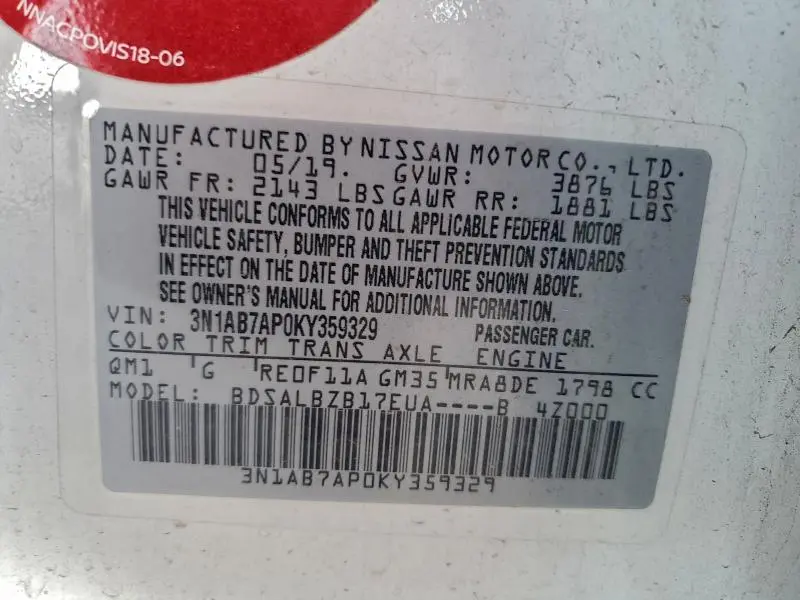 NNACPOVIS18-06
MANUFACTURED BY NISSAN MOTOR CO., LTD.
DATE: 05/19. GVWR: 3876 LBS
GAWR FR: 2143 LBS GAWR RR: 1881 LBS
THIS VEHICLE CONFORMS TO ALL APPLICABLE FEDERAL MOTOR
VEHICLE SAFETY, BUMPER AND THEFT PREVENTION STANDARDS
IN EFFECT ON THE DATE OF MANUFACTURE SHOWN ABOVE.
SEE OWNER'S MANUAL FOR ADDITIONAL INFORMATION.
VIN: 3N1AB7AP0KY359329 PASSENGER CAR.
COLOR TRIM TRANS AXLE ENGINE
QM1 G RE0F11A GM35 MRA8DE 1798 CC
MODEL: BDSALBZB17EUA----B 4Z000
3N1AB7AP0KY359329